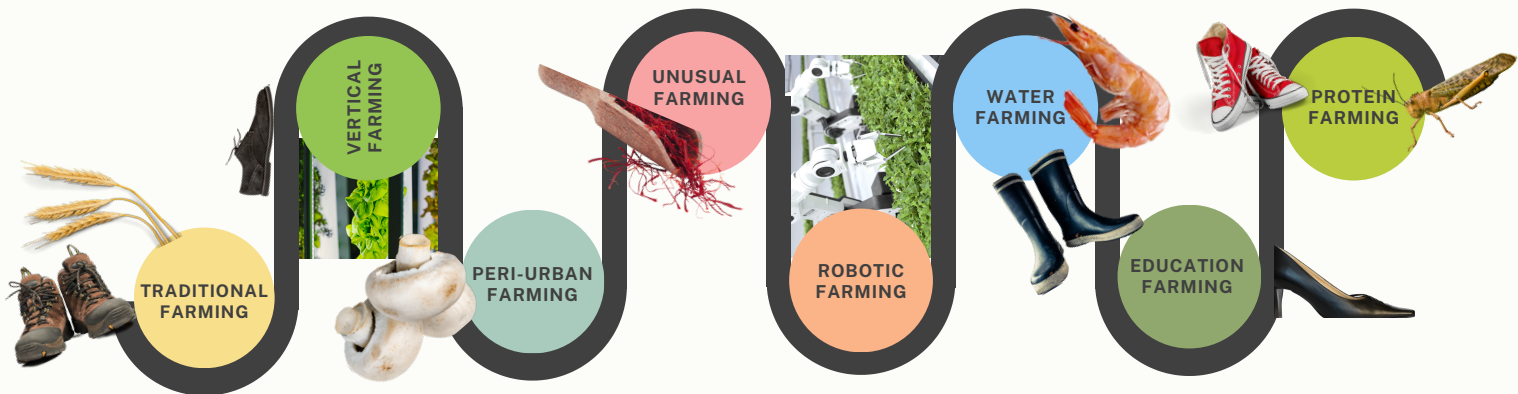 TRADITIONAL
FARMING
VERTICAL
FARMING
PERI-URBAN
FARMING
UNUSUAL
FARMING
ROBOTIC
FARMING
WATER
FARMING
EDUCATION
FARMING
PROTEIN
FARMING